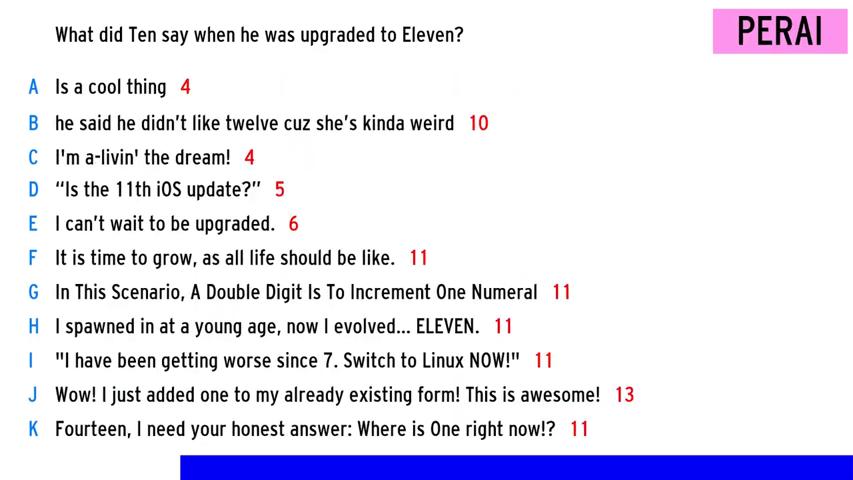 What did Ten say when he was upgraded to Eleven?
PERAI
A Is a cool thing 4
B he said he didn't like twelve cuz she's kinda weird 10
C I'm a-livin' the dream! 4
D “Is the 11th iOS update?” 5
E I can't wait to be upgraded. 6
F It is time to grow, as all life should be like. 11
G In This Scenario, A Double Digit Is To Increment One Numeral 11
H I spawned in at a young age, now I evolved... ELEVEN. 11
I "I have been getting worse since 7. Switch to Linux NOW!" 11
J Wow! I just added one to my already existing form! This is awesome! 13
K Fourteen, I need your honest answer: Where is One right now!? 11